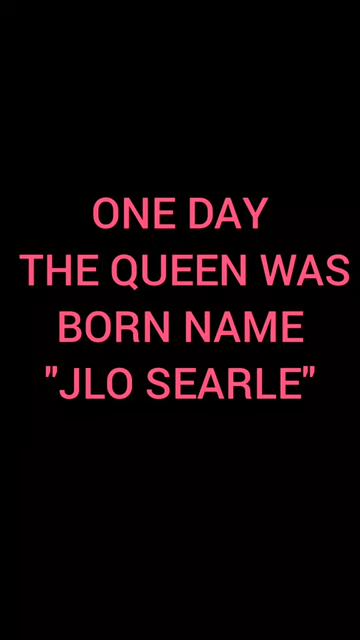 ONE DAY
THE QUEEN WAS
BORN NAME
"JLO SEARLE"